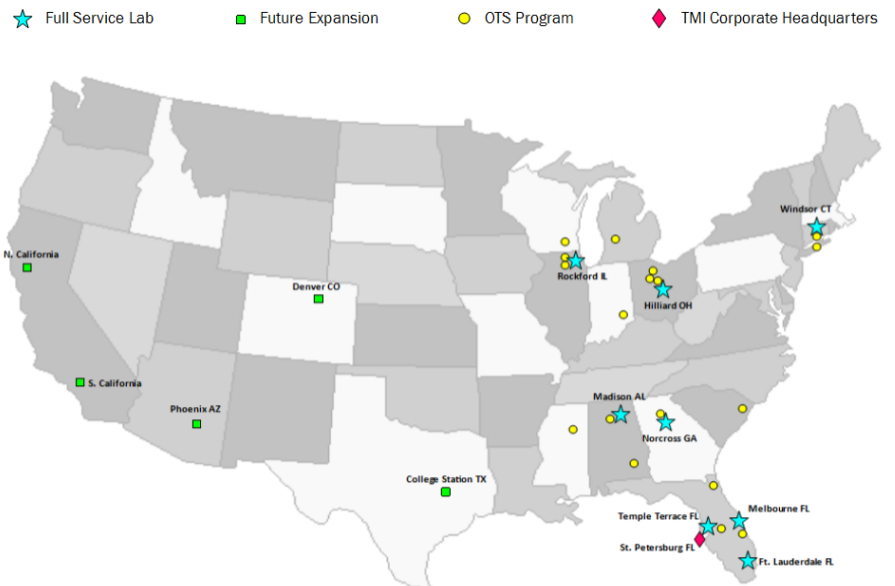 Full Service Lab
Future Expansion
OTS Program
TMI Corporate Headquarters
Windsor CT
N. California
Rockford IL
Denver CO
Hilliard OH
S. California
Madison AL
Phoenix AZ
Norcross GA
College Station TX
Melbourne FL
Temple Terrace FL
St. Petersburg FL
Ft. Lauderdale FL